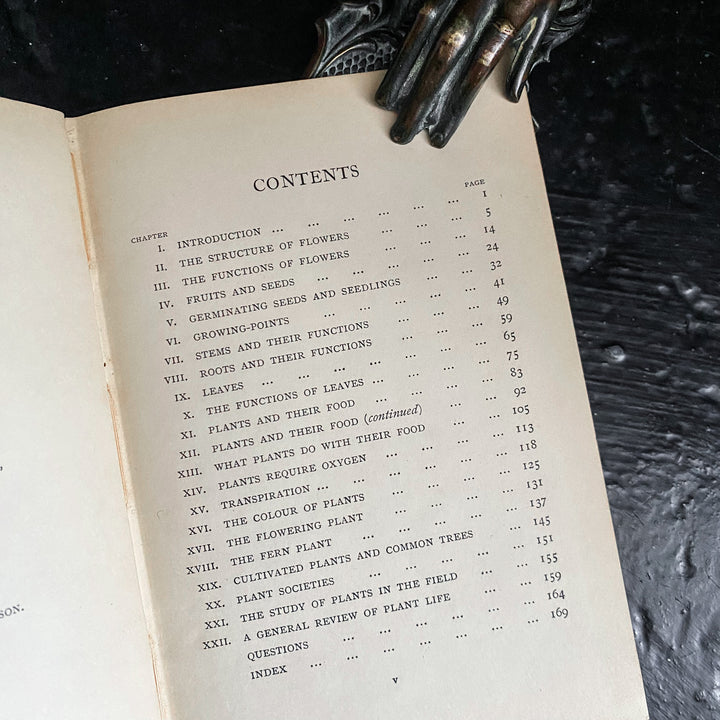 SON.
CONTENTS
CHAPTER PAGE
I. INTRODUCTION ... ... ... ... ... ... 1
II. THE STRUCTURE OF FLOWERS ... ... ... 5
III. THE FUNCTIONS OF FLOWERS ... ... ... 14
IV. FRUITS AND SEEDS ... ... ... ... ... 24
V. GERMINATING SEEDS AND SEEDLINGS ... ... 32
VI. GROWING-POINTS ... ... ... ... ... 41
VII. STEMS AND THEIR FUNCTIONS ... ... ... 49
VIII. ROOTS AND THEIR FUNCTIONS ... ... ... 59
IX. LEAVES ... ... ... ... ... ... ... 65
X. THE FUNCTIONS OF LEAVES ... ... ... ... 75
XI. PLANTS AND THEIR FOOD ... ... ... ... 83
XII. PLANTS AND THEIR FOOD (continued) ... ... 92
XIII. WHAT PLANTS DO WITH THEIR FOOD ... ... 105
XIV. PLANTS REQUIRE OXYGEN ... ... ... ... 113
XV. TRANSPIRATION ... ... ... ... ... ... 118
XVI. THE COLOUR OF PLANTS ... ... ... ... 125
XVII. THE FLOWERING PLANT ... ... ... ... 131
XVIII. THE FERN PLANT ... ... ... ... ... 137
XIX. CULTIVATED PLANTS AND COMMON TREES ... 145
XX. PLANT SOCIETIES ... ... ... ... ... 151
XXI. THE STUDY OF PLANTS IN THE FIELD ... ... 155
XXII. A GENERAL REVIEW OF PLANT LIFE ... ... 159
QUESTIONS ... ... ... ... ... ... 164
INDEX ... ... ... ... ... ... ... 169
v